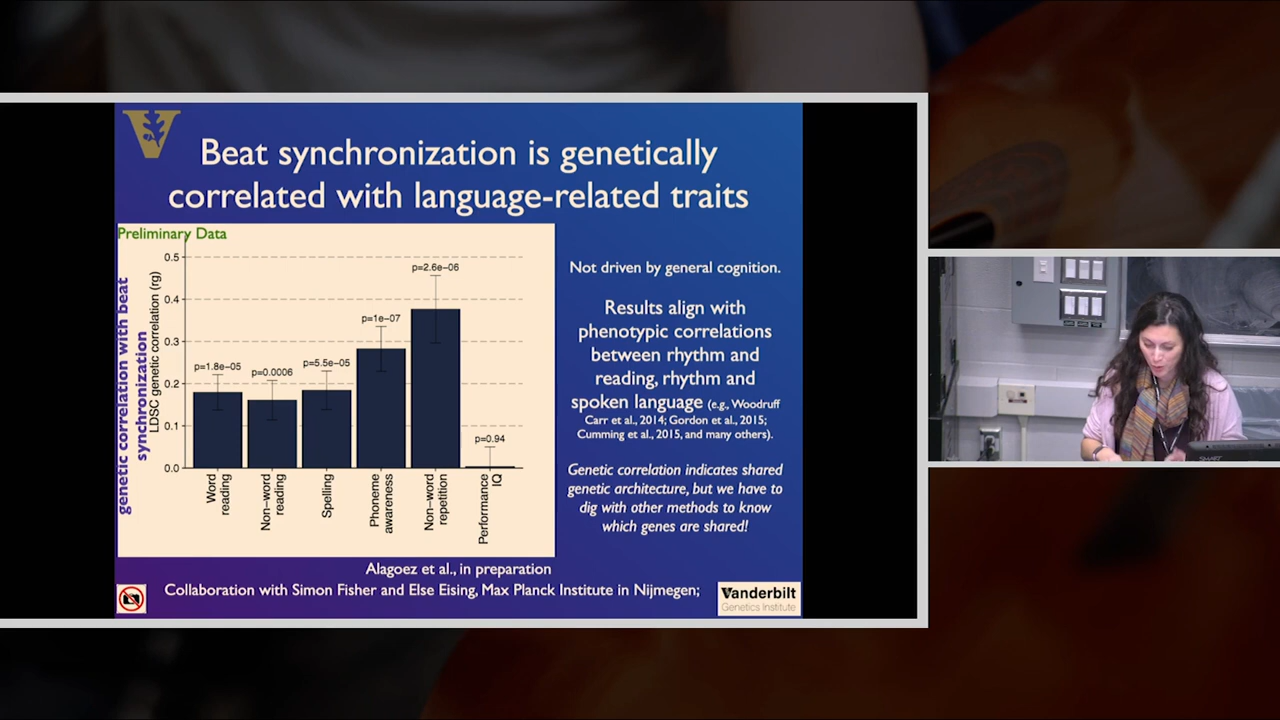 Beat synchronization is genetically
correlated with language-related traits
Preliminary Data
genetic correlation with beat
synchronization
LDSC genetic correlation (rg)
0.5
0.4
0.3
0.2
0.1
0.0
p=1.8e−05
p=0.0006
p=5.5e−05
p=1e−07
p=2.6e−06
p=0.94
Word
reading
Non−word
reading
Spelling
Phoneme
awareness
Non−word
repetition
Performance
IQ
Not driven by general cognition.
Results align with
phenotypic correlations
between rhythm and
reading, rhythm and
spoken language (e.g., Woodruff
Carr et al., 2014; Gordon et al., 2015;
Cumming et al., 2015, and many others).
Genetic correlation indicates shared
genetic architecture, but we have to
dig with other methods to know
which genes are shared!
Alagoez et al., in preparation
Collaboration with Simon Fisher and Else Eising, Max Planck Institute in Nijmegen;
Vanderbilt
Genetics Institute
SMART